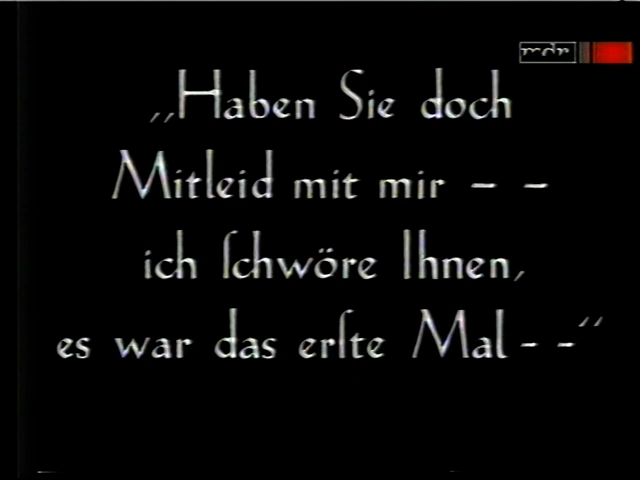 mdr
„Haben Sie doch
Mitleid mit mir – –
ich ſchwöre Ihnen,
es war das erſte Mal - -“